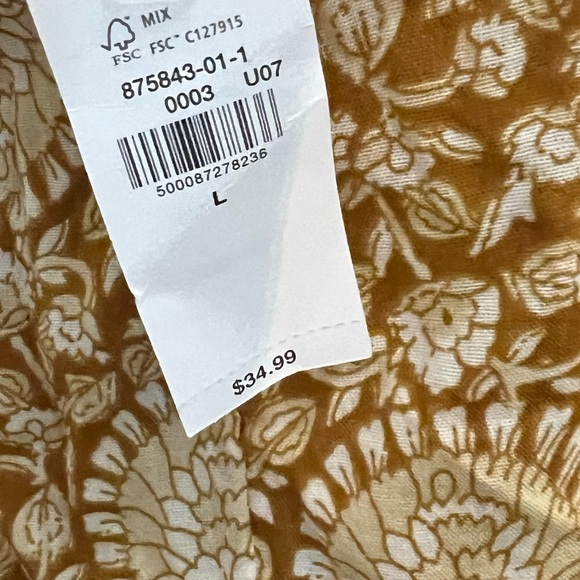 MIX
FSC FSC™ C127915
875843-01-1
0003 U07
500087278236
L
$34.99